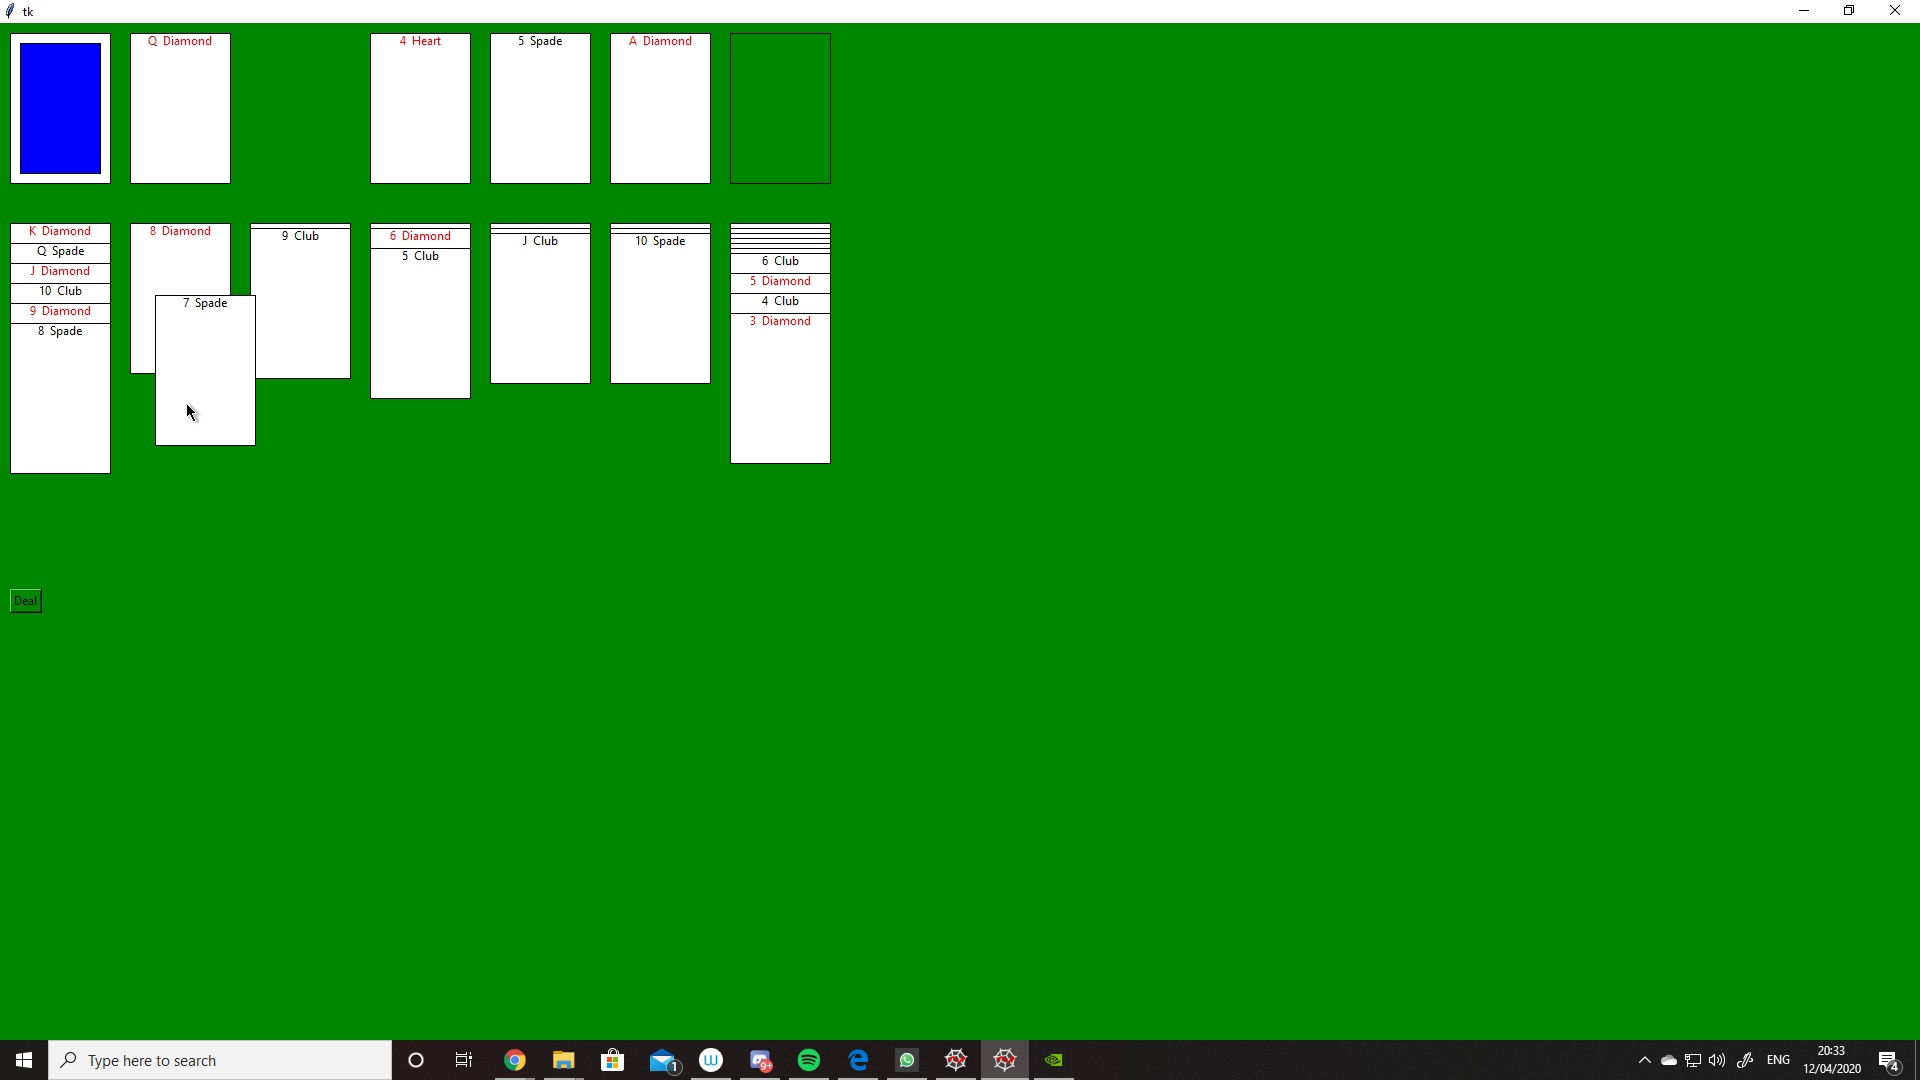 tk
Q Diamond
4 Heart
5 Spade
A Diamond
K Diamond
Q Spade
J Diamond
10 Club
9 Diamond
8 Spade
8 Diamond
7 Spade
9 Club
6 Diamond
5 Club
J Club
10 Spade
6 Club
5 Diamond
4 Club
3 Diamond
Deal
Type here to search
1
W
9+
ENG
20:33
12/04/2020
4